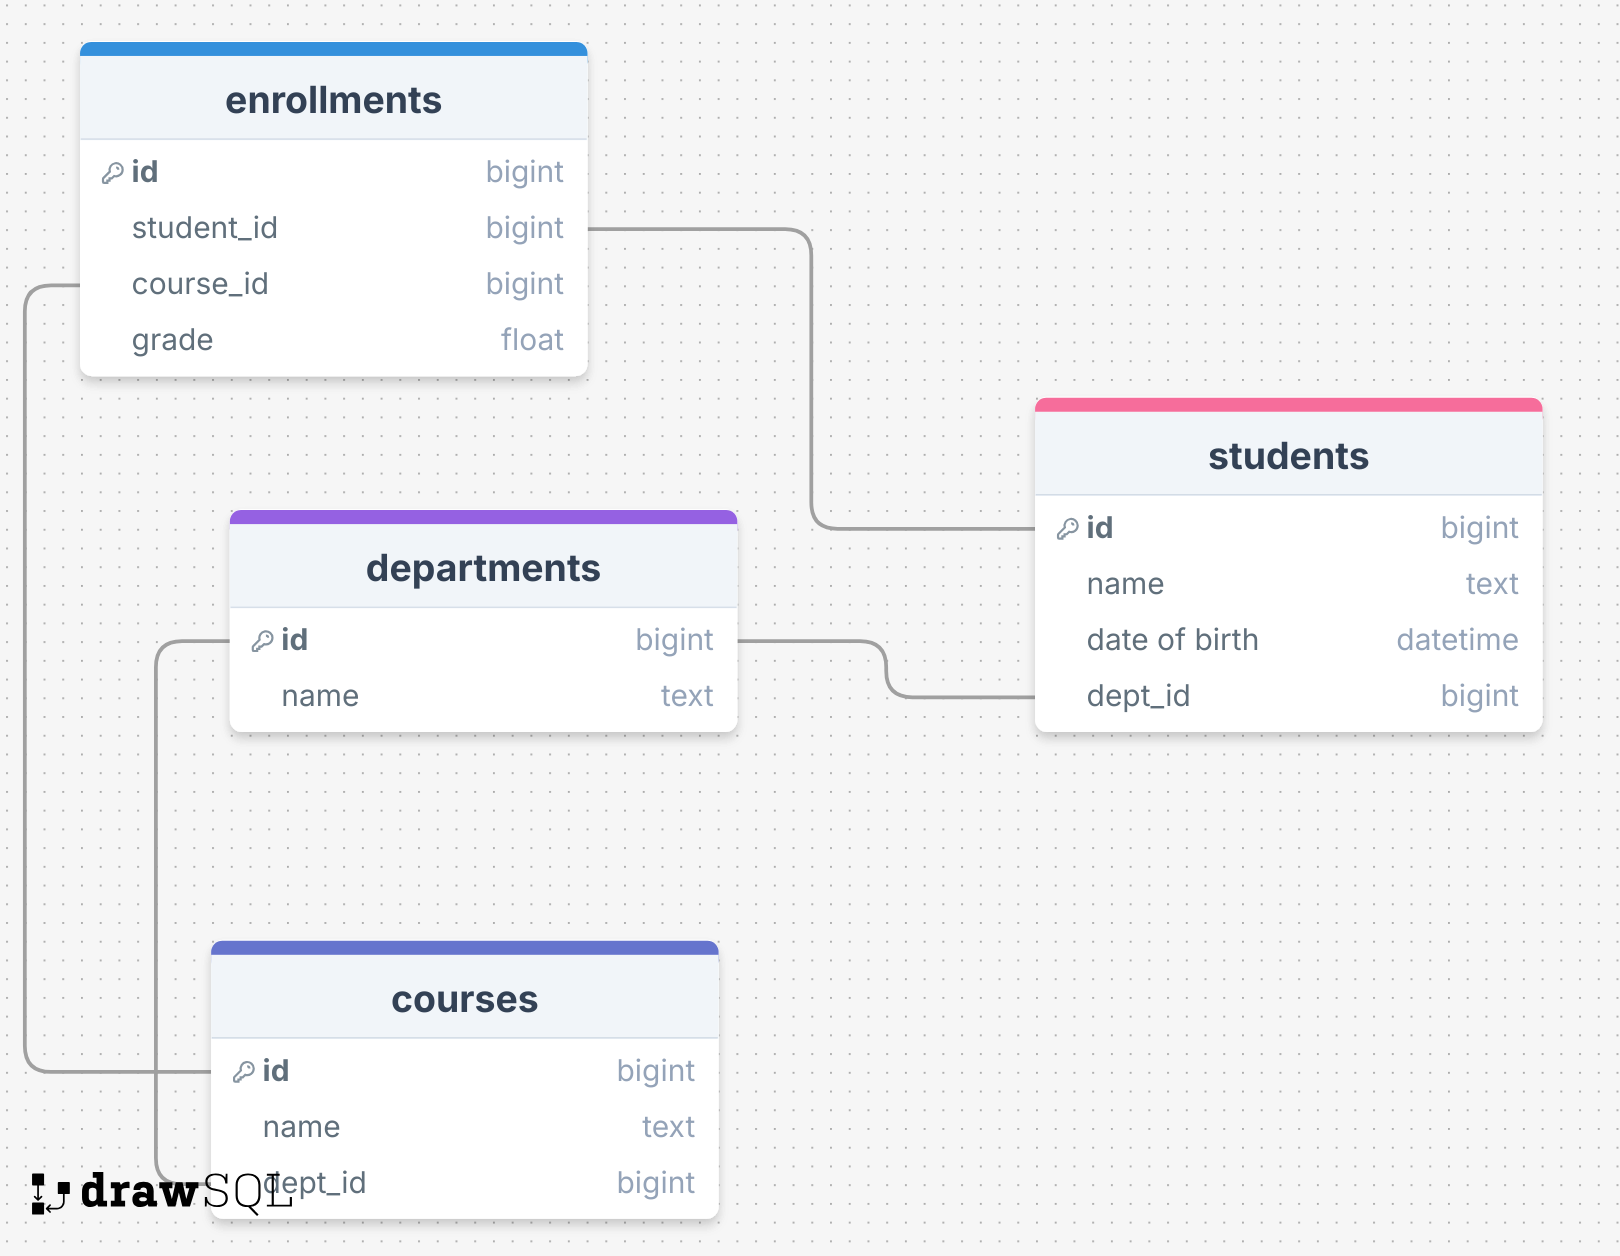 enrollments
id bigint
student_id bigint
course_id bigint
grade float
students
id bigint
name text
date of birth datetime
dept_id bigint
departments
id bigint
name text
courses
id bigint
name text
dept_id bigint
drawSQL